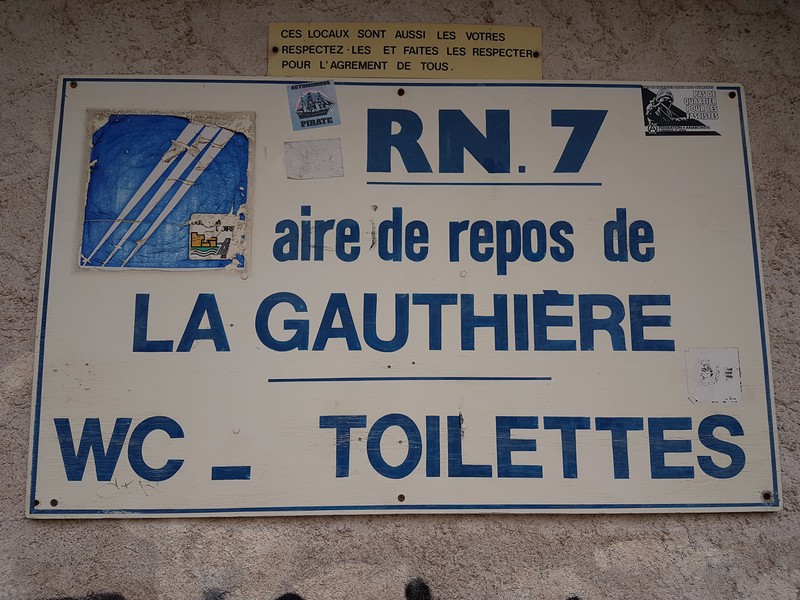 CES LOCAUX SONT AUSSI LES VOTRES
RESPECTEZ-LES ET FAITES LES RESPECTER
POUR L'AGREMENT DE TOUS.
AUTONOMOUS
PIRATE
PAS DE
QUARTIER
POUR LES
FASCISTES
RN. 7
aire de repos de
LA GAUTHIÈRE
WC _ TOILETTES